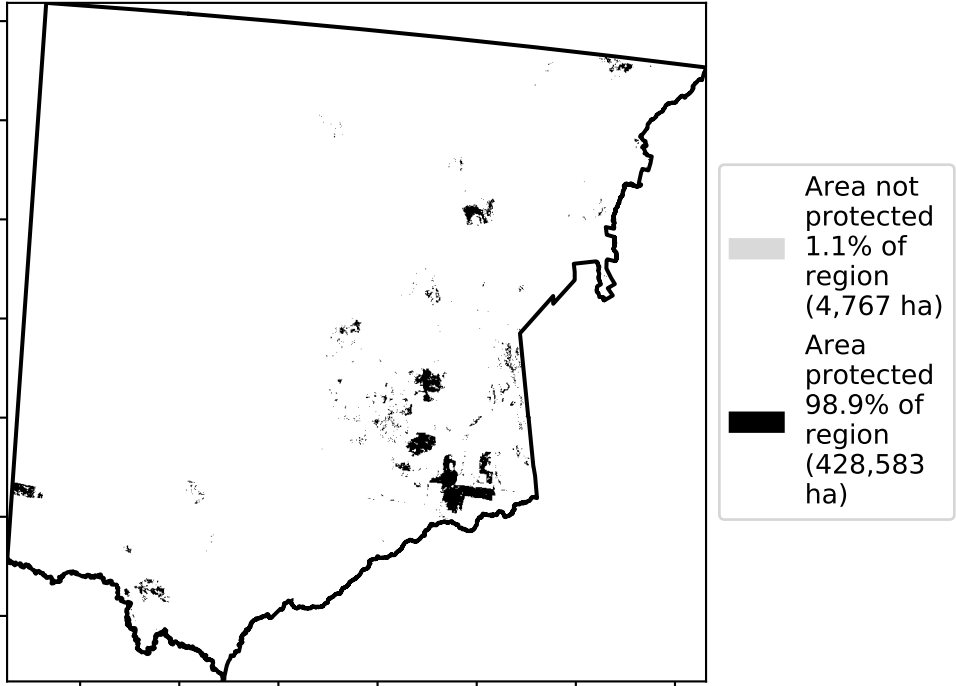 Area not
protected
1.1% of
region
(4,767 ha)
Area
protected
98.9% of
region
(428,583
ha)